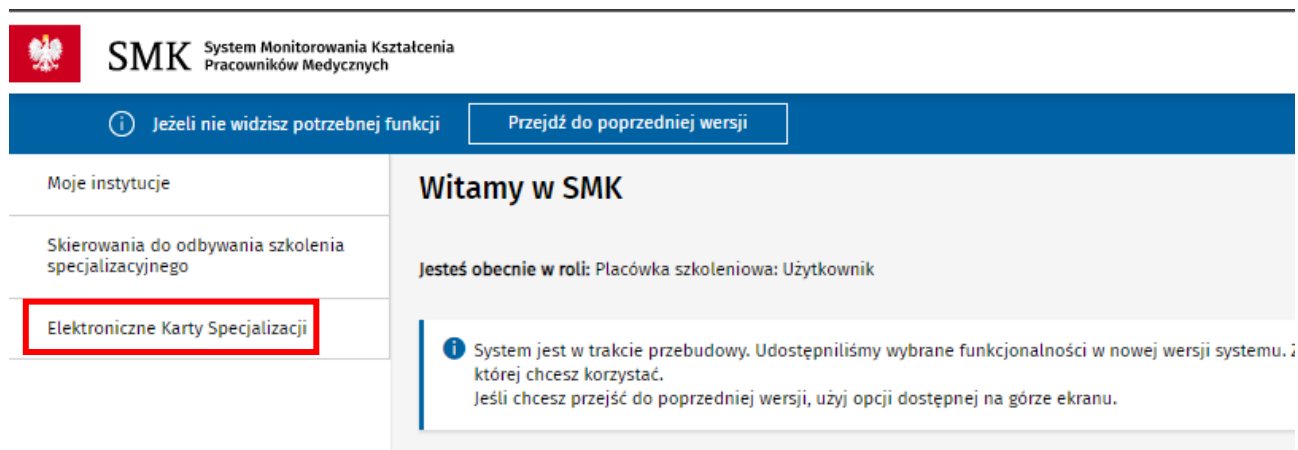 SMK System Monitorowania Kształcenia
Pracowników Medycznych
Jeżeli nie widzisz potrzebnej funkcji
Przejdź do poprzedniej wersji
Moje instytucje
Skierowania do odbywania szkolenia
specjalizacyjnego
Elektroniczne Karty Specjalizacji
Witamy w SMK
Jesteś obecnie w roli: Placówka szkoleniowa: Użytkownik
System jest w trakcie przebudowy. Udostępniliśmy wybrane funkcjonalności w nowej wersji systemu.
której chcesz korzystać.
Jeśli chcesz przejść do poprzedniej wersji, użyj opcji dostępnej na górze ekranu.